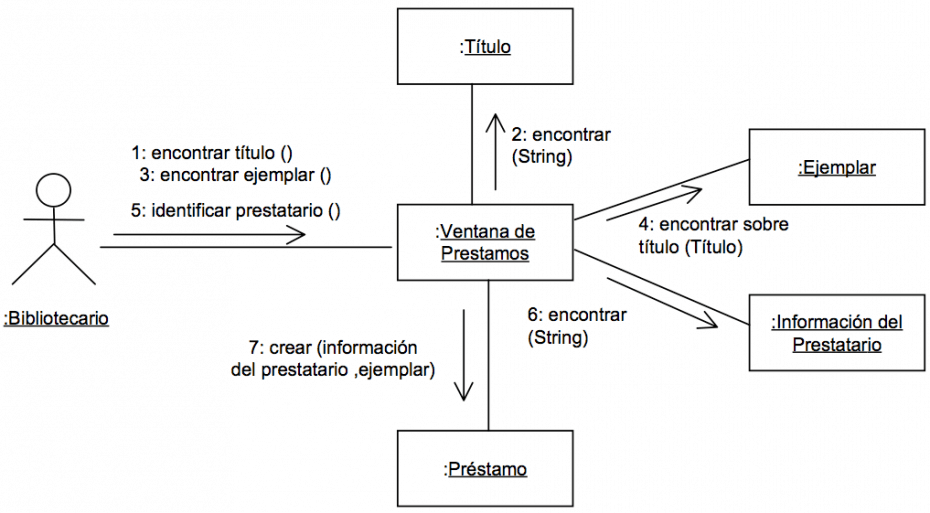 :Título
2: encontrar
(String)
1: encontrar título ()
3: encontrar ejemplar ()
5: identificar prestatario ()
:Ejemplar
4: encontrar sobre
título (Título)
:Ventana de
Prestamos
:Bibliotecario
6: encontrar
(String)
:Información del
Prestatario
7: crear (información
del prestatario ,ejemplar)
:Préstamo